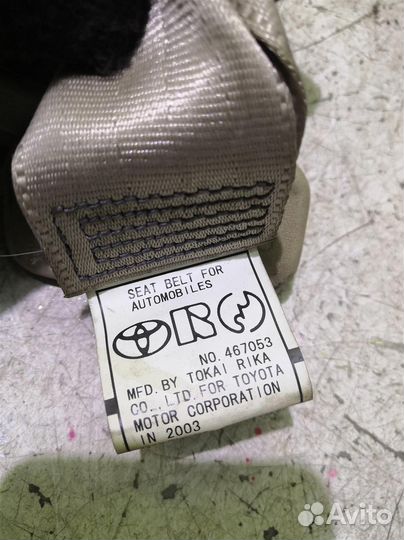 SEAT BELT FOR
AUTOMOBILES
R
NO. 467053
MFD. BY TOKAI RIKA
CO., LTD. FOR TOYOTA
MOTOR CORPORATION
IN 2003
Avito